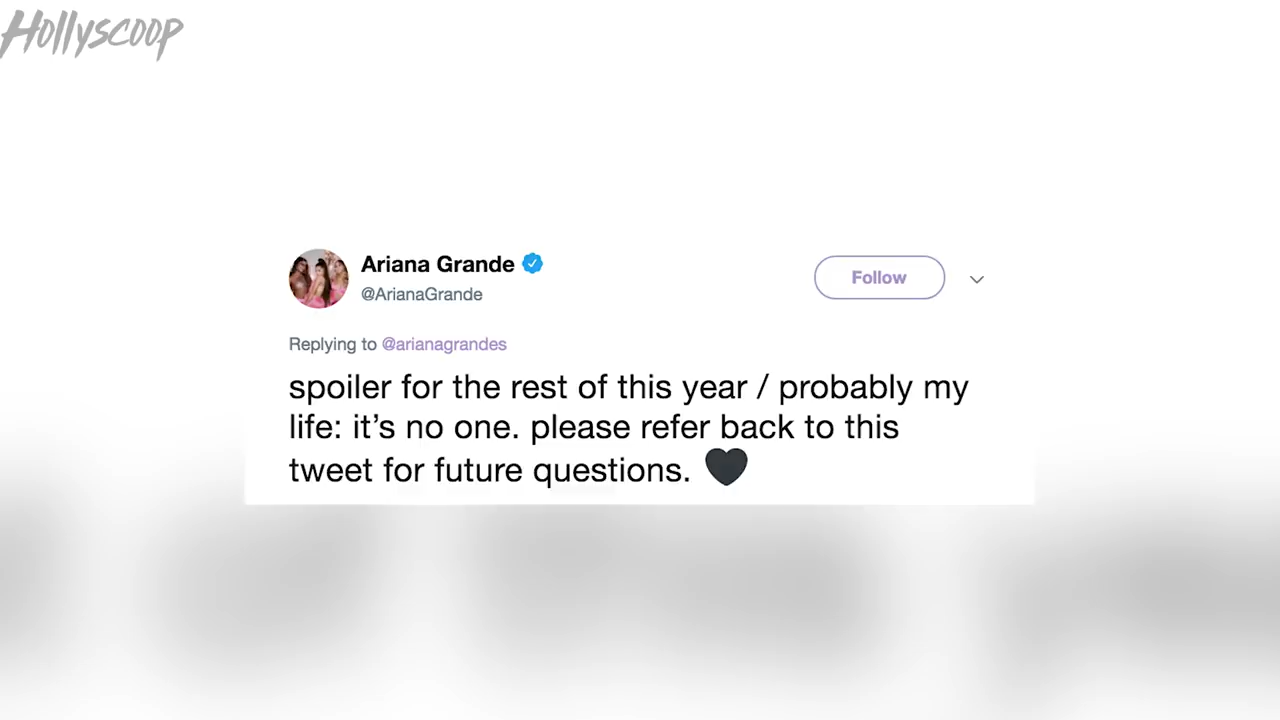 Hollyscoop
Ariana Grande
Follow
@ArianaGrande
Replying to @arianagrandes
spoiler for the rest of this year / probably my
life: it’s no one. please refer back to this
tweet for future questions. 🖤